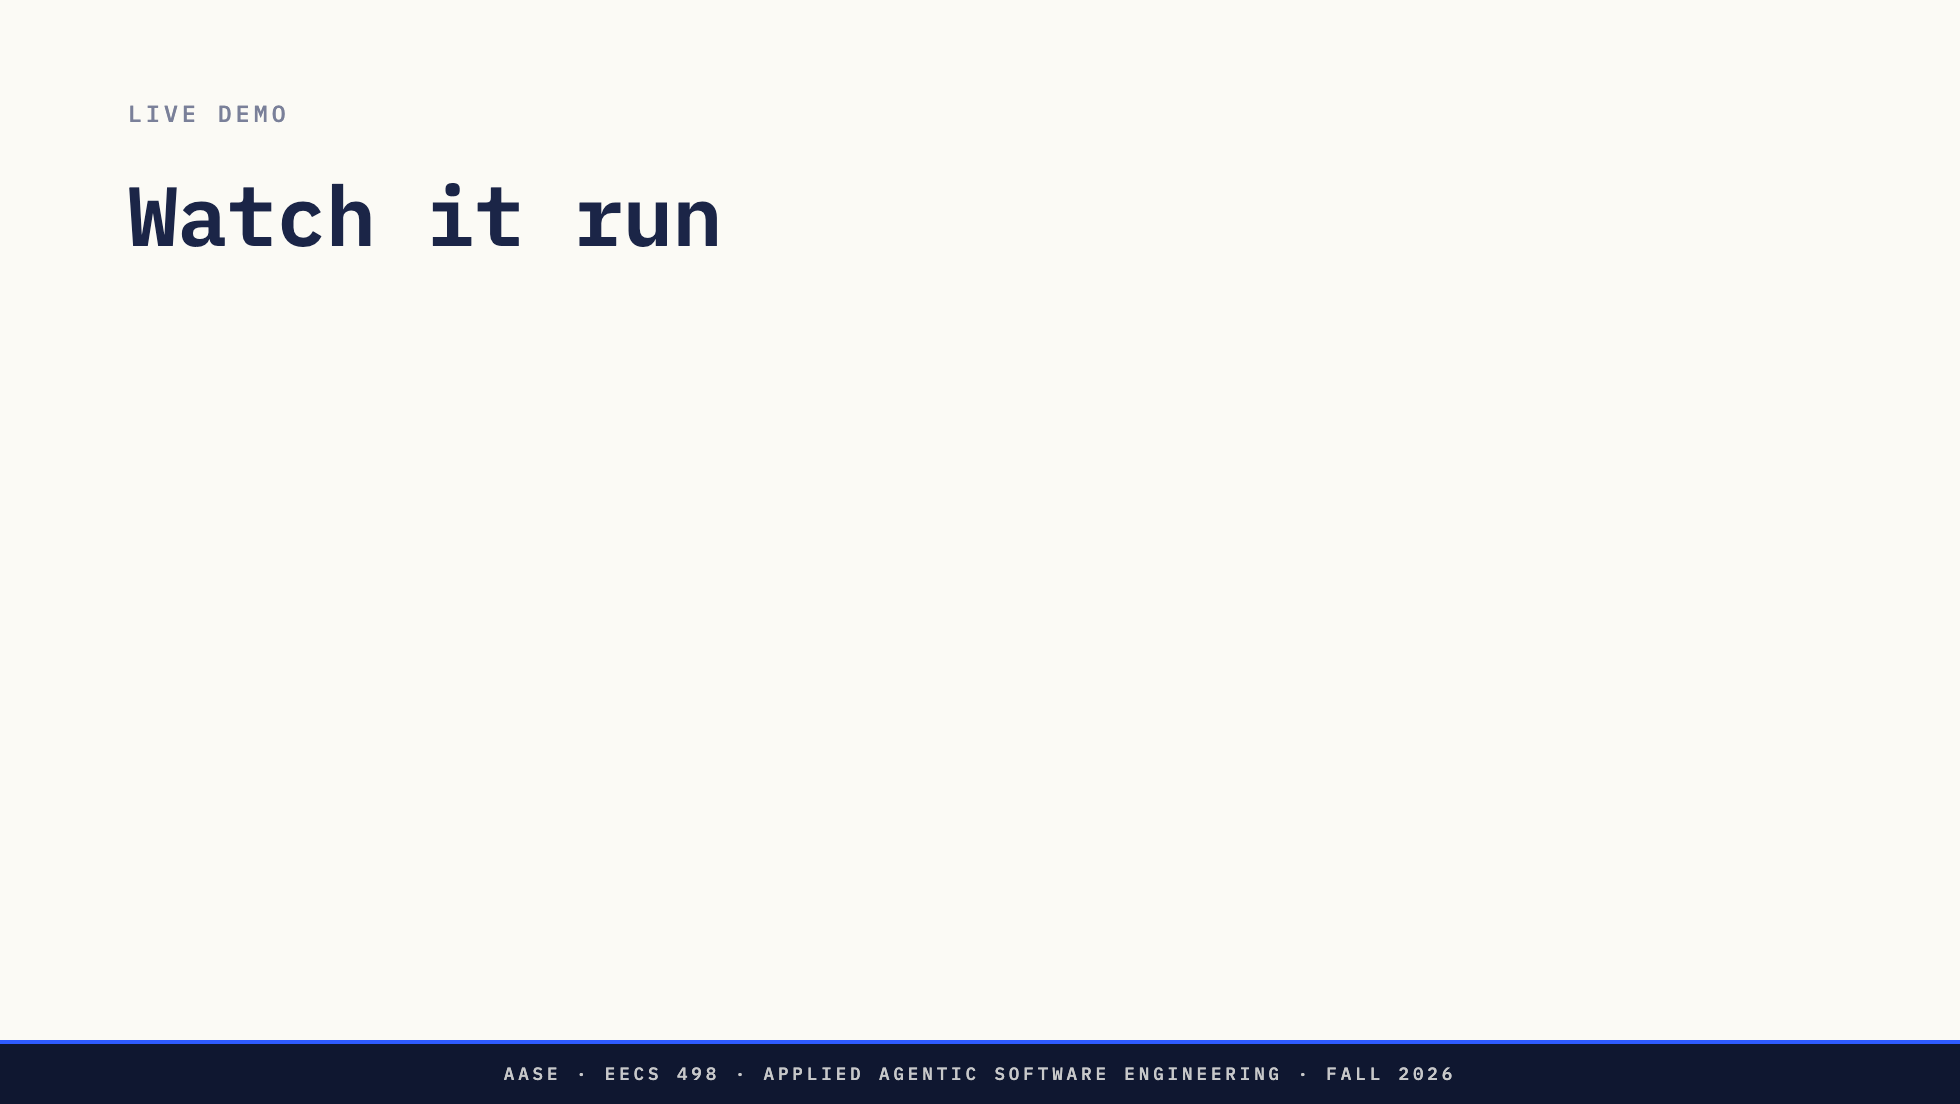 LIVE DEMO
Watch it run
AASE · EECS 498 · APPLIED AGENTIC SOFTWARE ENGINEERING · FALL 2026